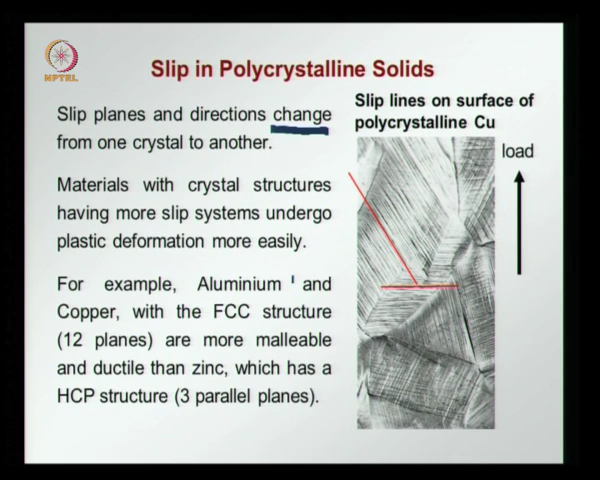 NPTEL
Slip in Polycrystalline Solids
Slip planes and directions change
from one crystal to another.
Materials with crystal structures
having more slip systems undergo
plastic deformation more easily.
For example, Aluminium and
Copper, with the FCC structure
(12 planes) are more malleable
and ductile than zinc, which has a
HCP structure (3 parallel planes).
Slip lines on surface of
polycrystalline Cu
load